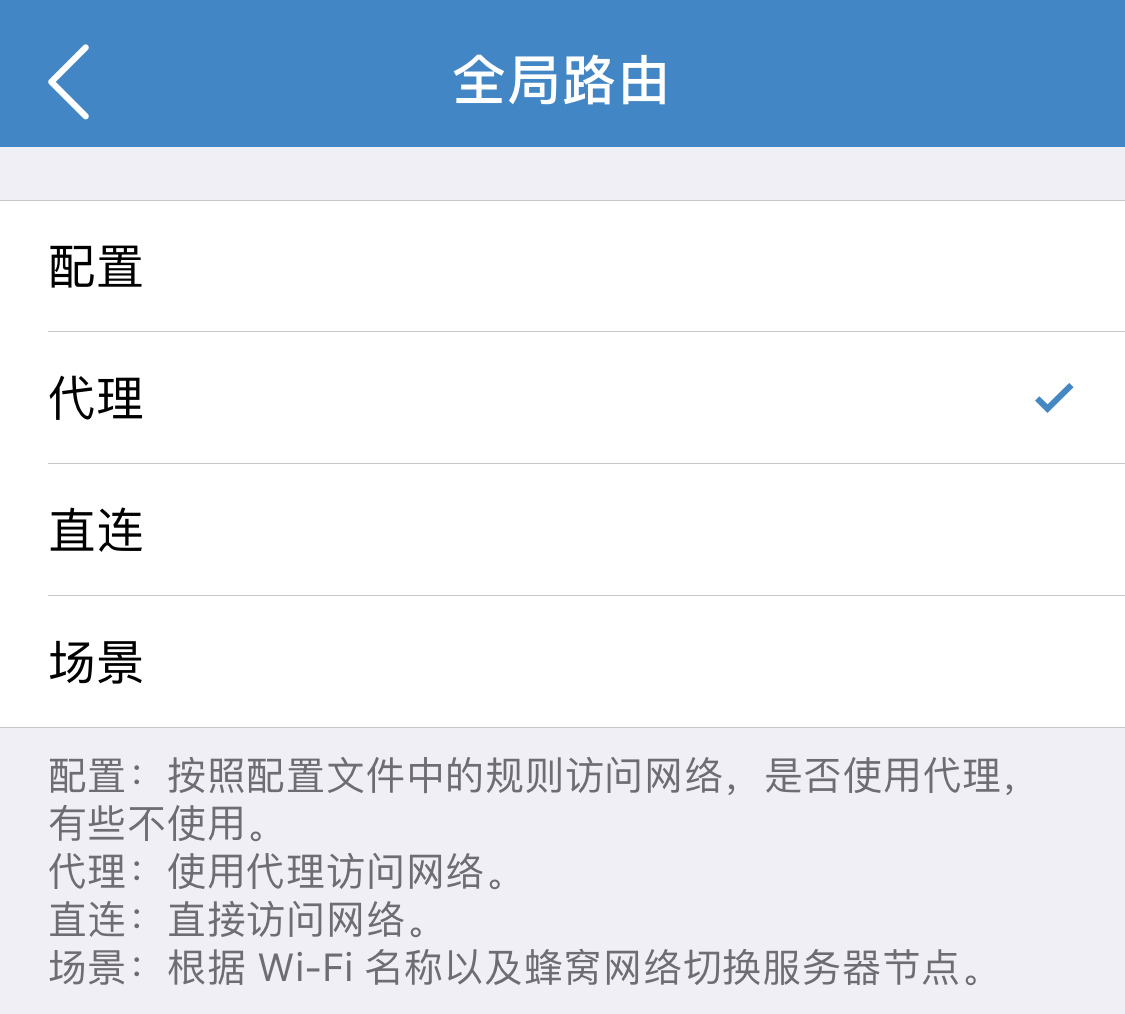 全局路由
配置
代理
直连
场景
配置：按照配置文件中的规则访问网络，是否使用代理，
有些不使用。
代理：使用代理访问网络。
直连：直接访问网络。
场景：根据 Wi-Fi 名称以及蜂窝网络切换服务器节点。